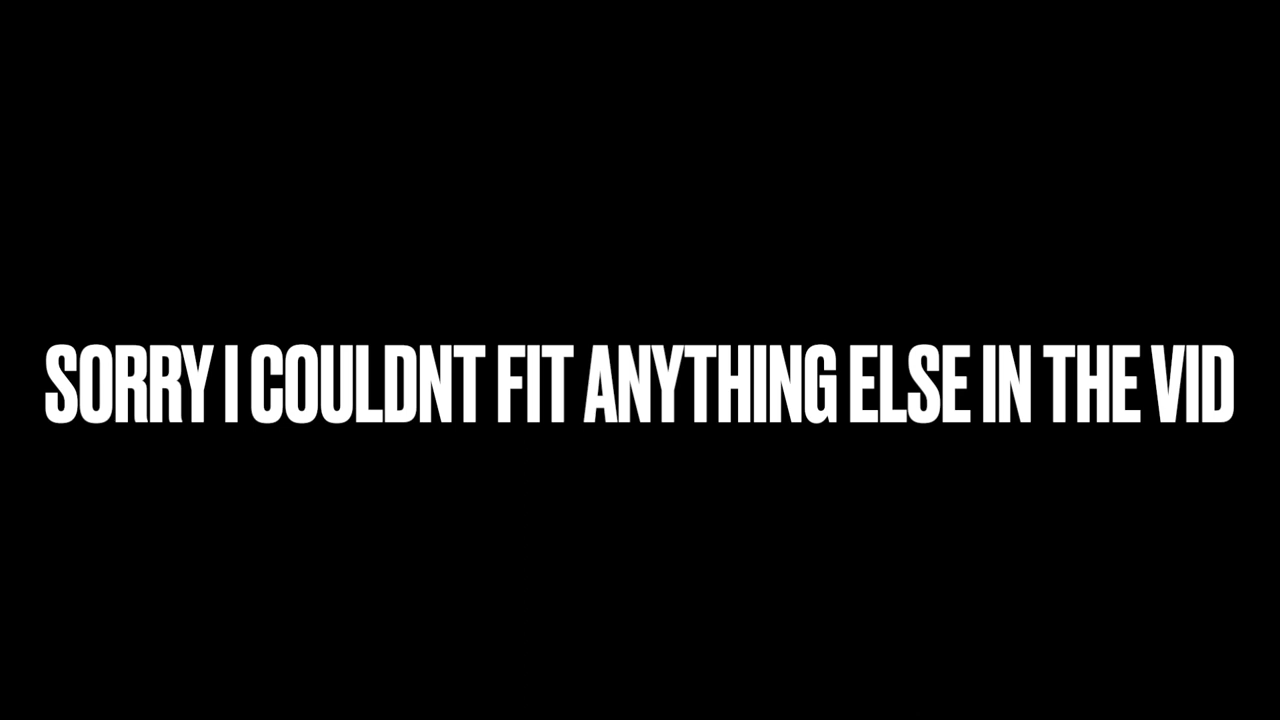 SORRY I COULDNT FIT ANYTHING ELSE IN THE VID